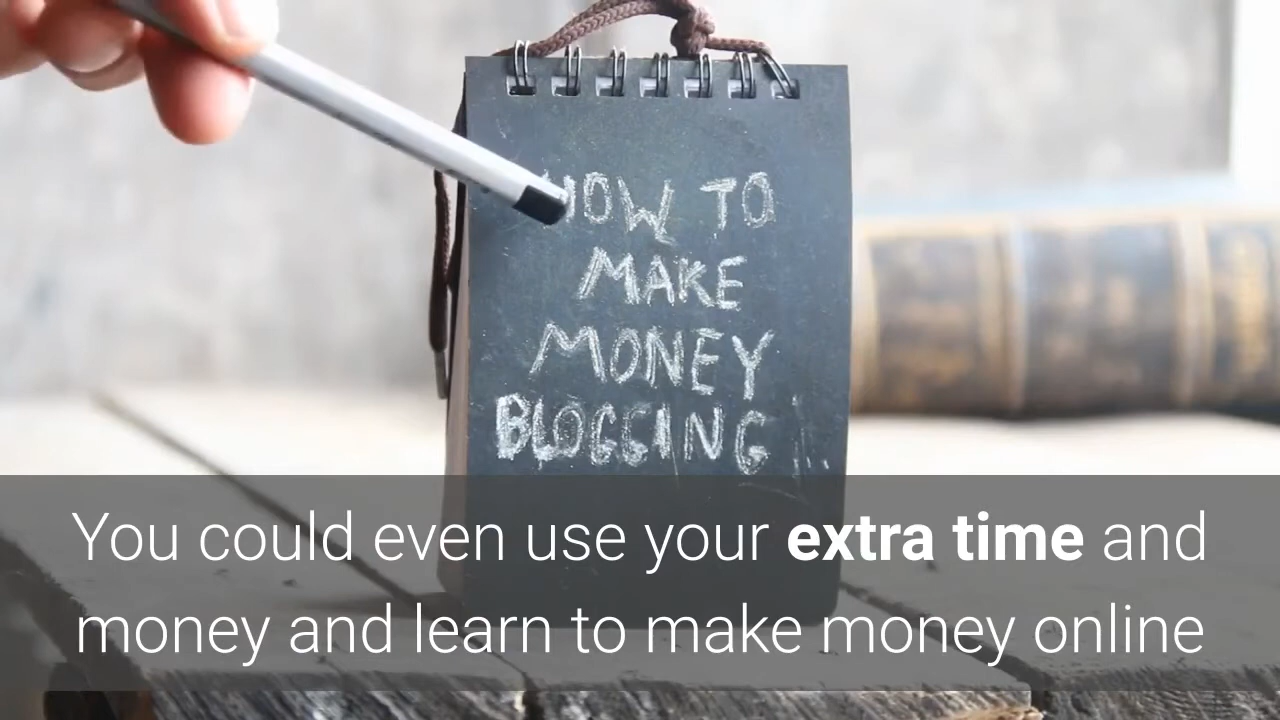 HOW TO
MAKE
MONEY
BLOGGING
You could even use your extra time and
money and learn to make money online